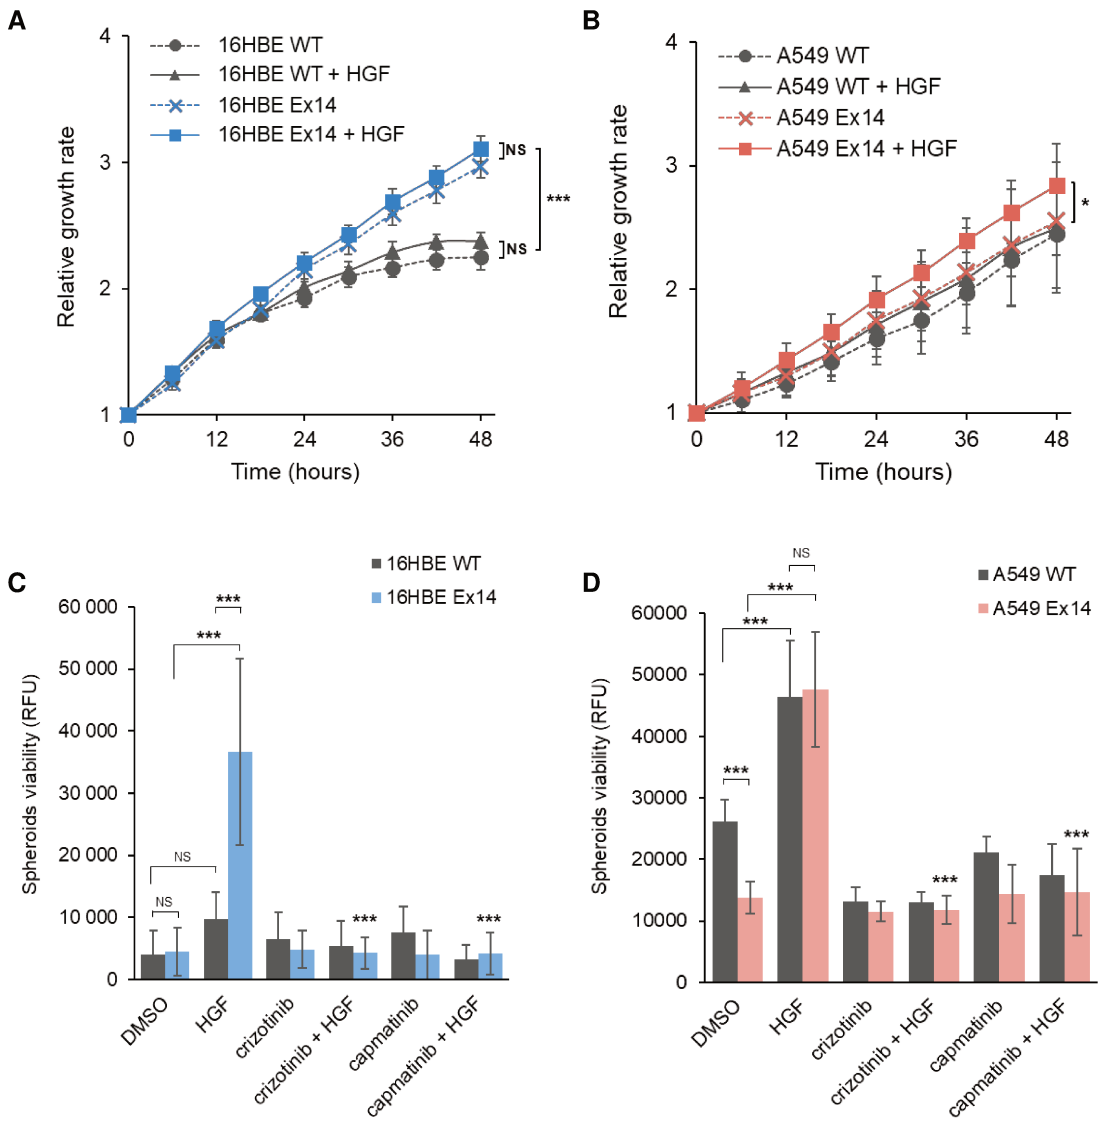 A
4
3
2
1
Relative growth rate
16HBE WT
16HBE WT + HGF
16HBE Ex14
16HBE Ex14 + HGF
NS
NS
***
0
12
24
36
48
Time (hours)
B
4
3
2
1
Relative growth rate
A549 WT
A549 WT + HGF
A549 Ex14
A549 Ex14 + HGF
*
0
12
24
36
48
Time (hours)
C
16HBE WT
16HBE Ex14
60 000
50 000
40 000
30 000
20 000
10 000
0
Spheroids viability (RFU)
***
***
NS
NS
***
***
DMSO
HGF
crizotinib
crizotinib + HGF
capmatinib
capmatinib + HGF
D
A549 WT
A549 Ex14
60000
50000
40000
30000
20000
10000
0
Spheroids viability (RFU)
NS
***
***
***
***
***
DMSO
HGF
crizotinib
crizotinib + HGF
capmatinib
capmatinib + HGF